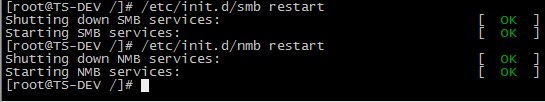 [root@TS-DEV /]# /etc/init.d/smb restart
Shutting down SMB services: [ OK ]
Starting SMB services: [ OK ]
[root@TS-DEV /]# /etc/init.d/nmb restart
Shutting down NMB services: [ OK ]
Starting NMB services: [ OK ]
[root@TS-DEV /]#